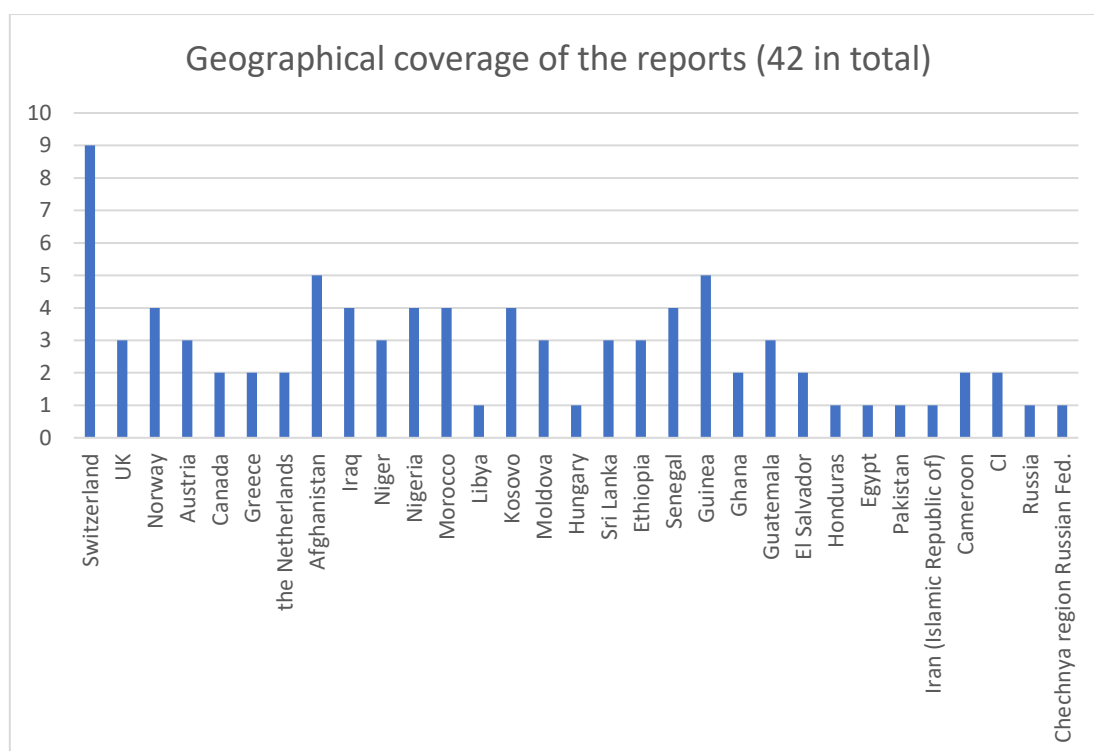 Geographical coverage of the reports (42 in total)
10
9
8
7
6
5
4
3
2
1
0
Switzerland
UK
Norway
Austria
Canada
Greece
the Netherlands
Afghanistan
Iraq
Niger
Nigeria
Morocco
Libya
Kosovo
Moldova
Hungary
Sri Lanka
Ethiopia
Senegal
Guinea
Ghana
Guatemala
El Salvador
Honduras
Egypt
Pakistan
Iran (Islamic Republic of)
Cameroon
CI
Russia
Chechnya region Russian Fed.